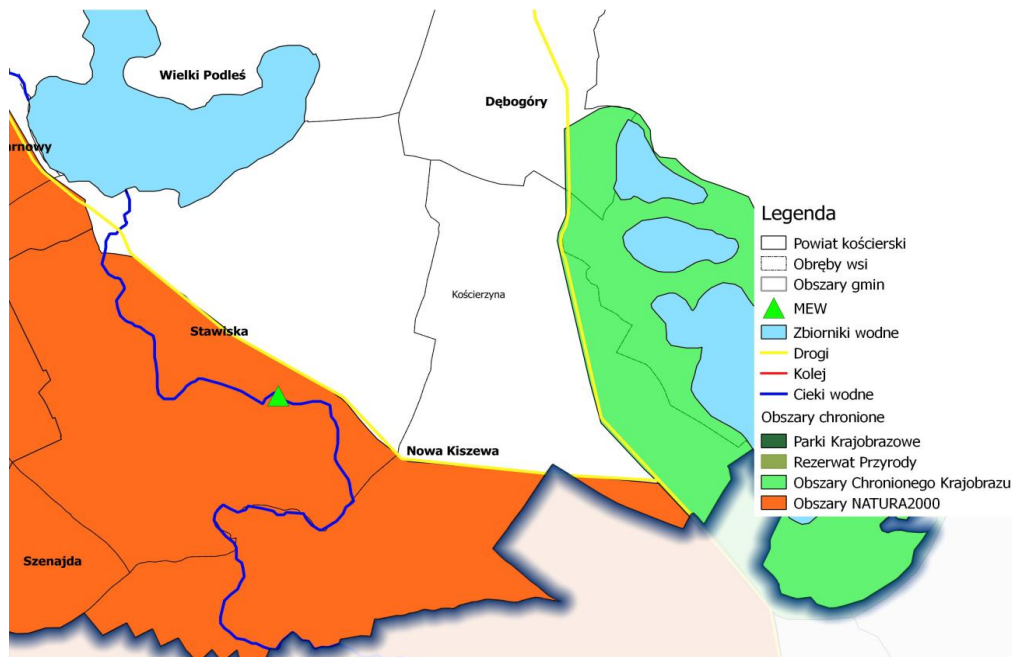 Wielki Podleś
Dębogóry
arnowy
Kościerzyna
Stawiska
Nowa Kiszewa
Szenajda
Legenda
Powiat kościerski
Obręby wsi
Obszary gmin
MEW
Zbiorniki wodne
Drogi
Kolej
Cieki wodne
Obszary chronione
Parki Krajobrazowe
Rezerwat Przyrody
Obszary Chronionego Krajobrazu
Obszary NATURA2000